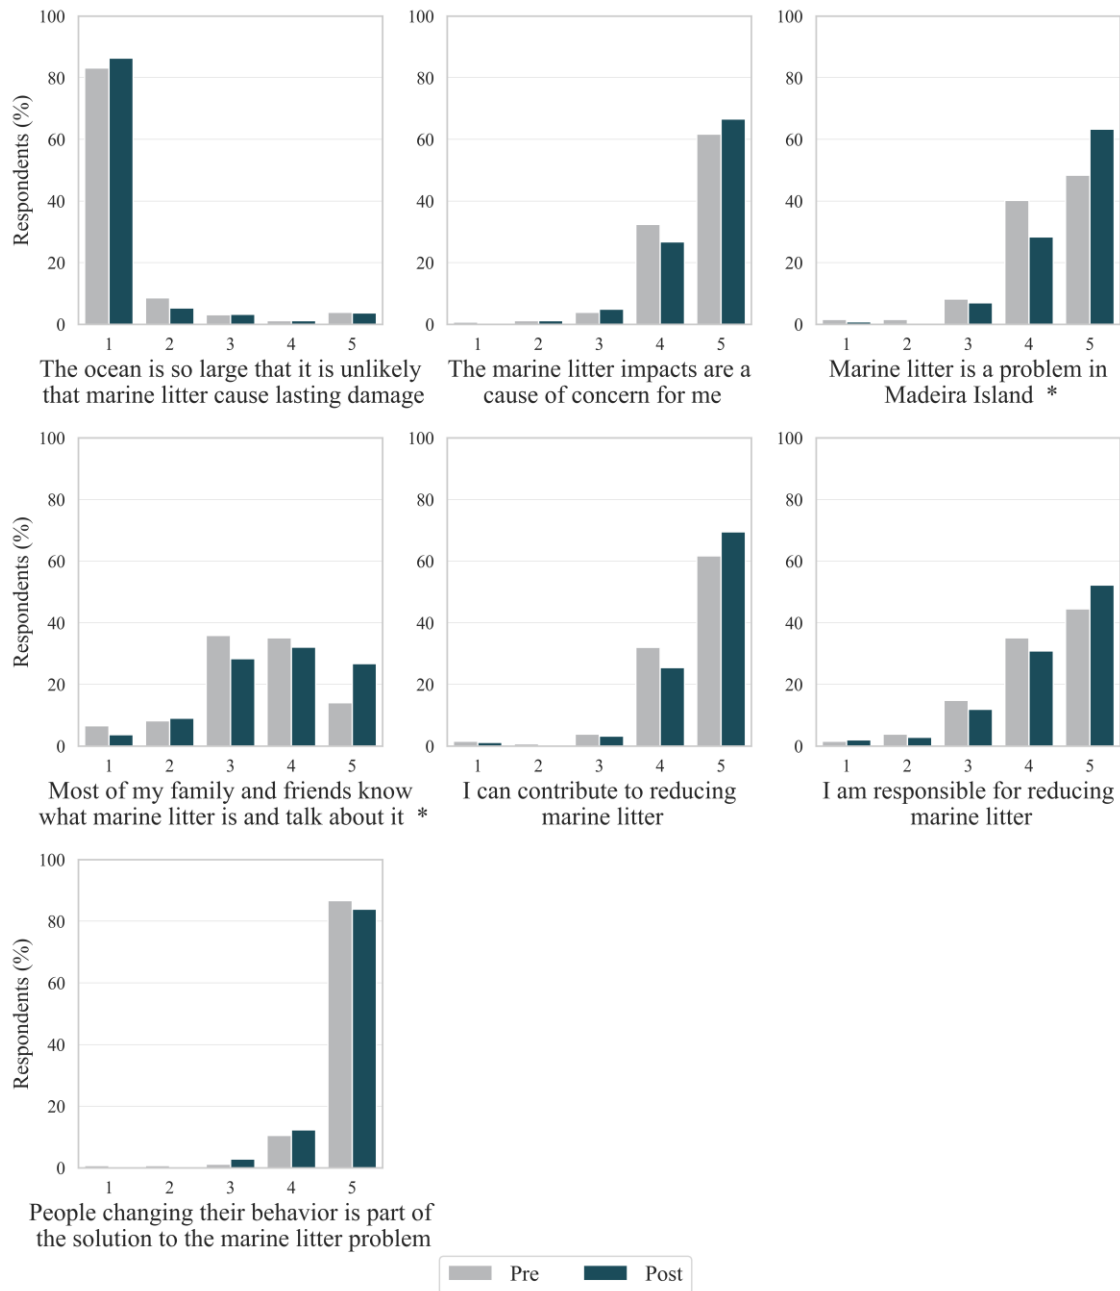 100 100 100
80 80 80
60 60 60
40 40 40
20 20 20
0 0 0
Respondents (%)
1 2 3 4 5 1 2 3 4 5 1 2 3 4 5
The ocean is so large that it is unlikely
that marine litter cause lasting damage
The marine litter impacts are a
cause of concern for me
Marine litter is a problem in
Madeira Island *
100 100 100
80 80 80
60 60 60
40 40 40
20 20 20
0 0 0
Respondents (%)
1 2 3 4 5 1 2 3 4 5 1 2 3 4 5
Most of my family and friends know
what marine litter is and talk about it *
I can contribute to reducing
marine litter
I am responsible for reducing
marine litter
100
80
60
40
20
0
Respondents (%)
1 2 3 4 5
People changing their behavior is part of
the solution to the marine litter problem
Pre Post